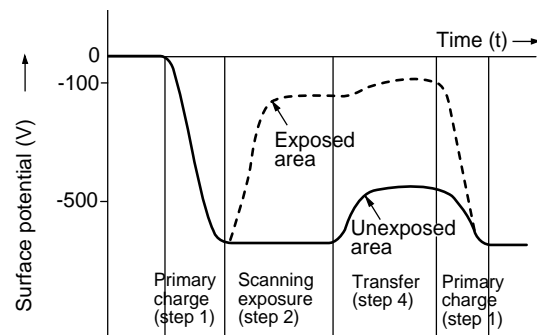 Surface potential (V)
0
-100
-500
Time (t)
Exposed
area
Unexposed
area
Primary
charge
(step 1)
Scanning
exposure
(step 2)
Transfer
(step 4)
Primary
charge
(step 1)